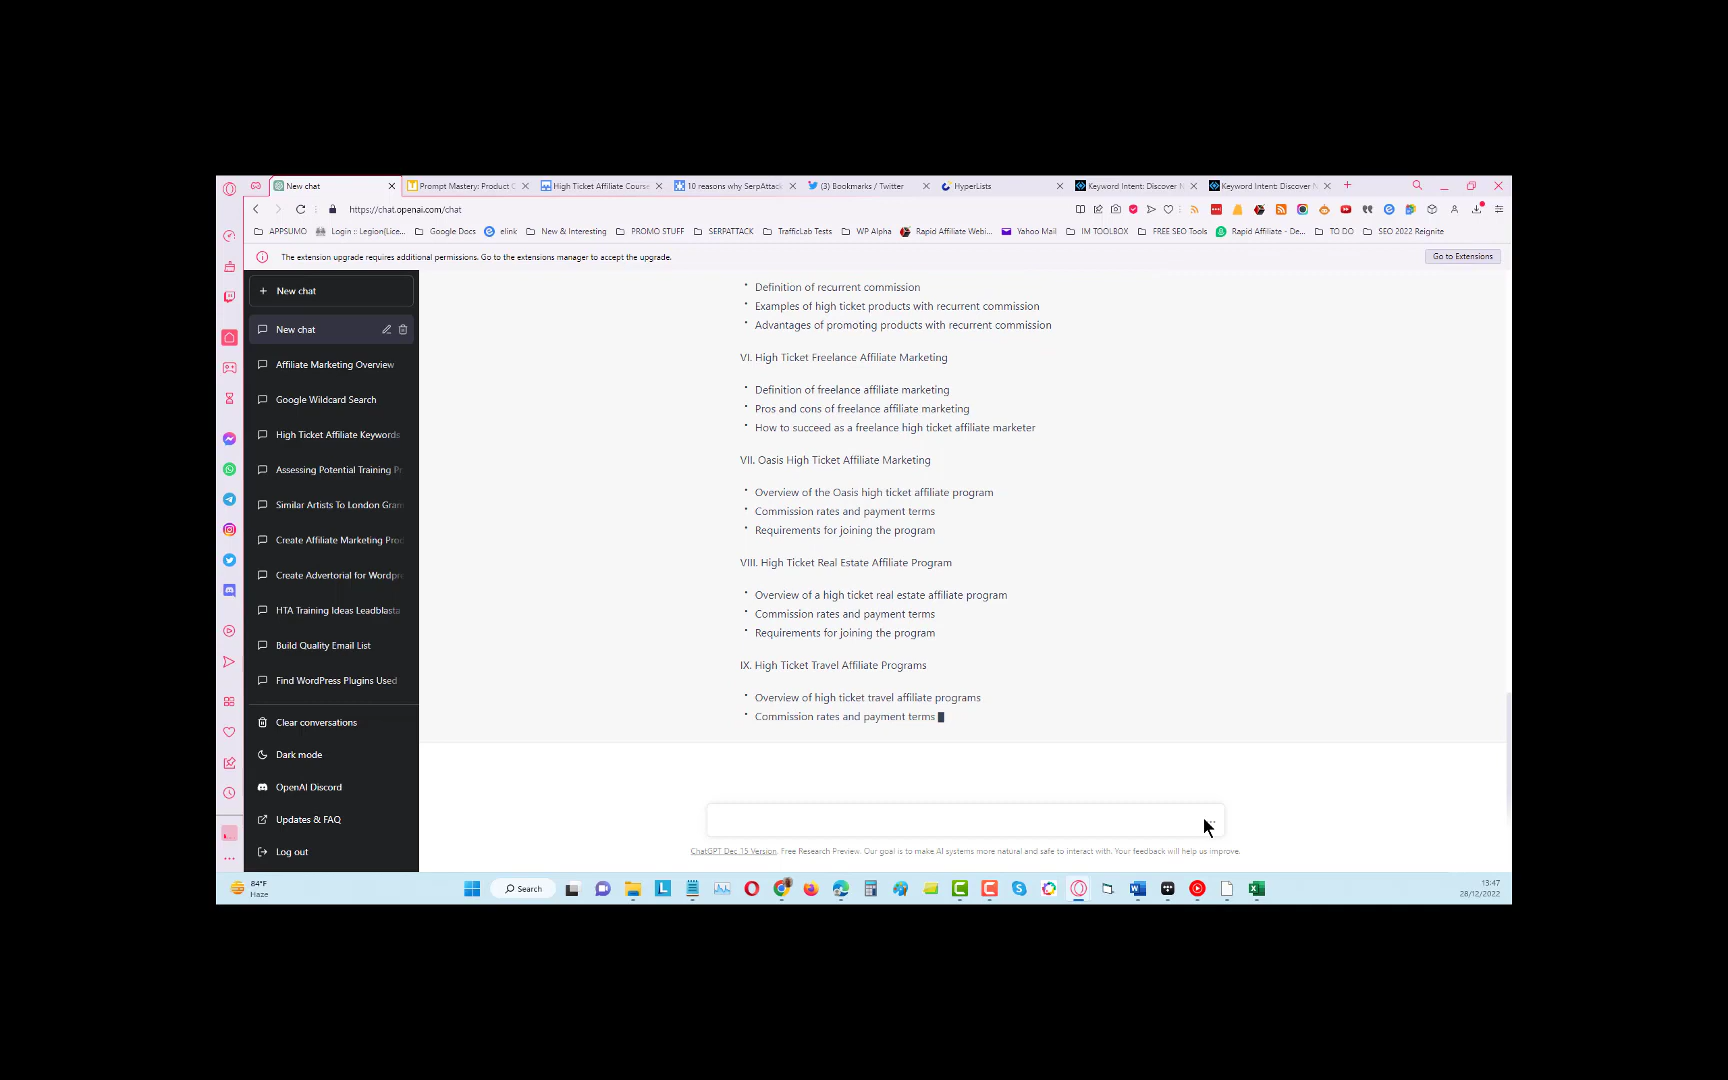 New chat
Prompt Mastery: Product C
High Ticket Affiliate Course
10 reasons why SerpAttack
(3) Bookmarks / Twitter
HyperLists
Keyword Intent: Discover N
Keyword Intent: Discover N
https://chat.openai.com/chat
APPSUMO
Login :: Legion(Lice...
Google Docs
elink
New & Interesting
PROMO STUFF
SERPATTACK
TrafficLab Tests
WP Alpha
Rapid Affiliate Webi...
Yahoo Mail
IM TOOLBOX
FREE SEO Tools
Rapid Affiliate - De...
TO DO
SEO 2022 Reignite
The extension upgrade requires additional permissions. Go to the extensions manager to accept the upgrade.
Go to Extensions
+ New chat
New chat
Affiliate Marketing Overview
Google Wildcard Search
High Ticket Affiliate Keywords
Assessing Potential Training Pr
Similar Artists To London Gram
Create Affiliate Marketing Prod
Create Advertorial for Wordpre
HTA Training Ideas Leadblasta
Build Quality Email List
Find WordPress Plugins Used
Clear conversations
Dark mode
OpenAI Discord
Updates & FAQ
Log out
• Definition of recurrent commission
• Examples of high ticket products with recurrent commission
• Advantages of promoting products with recurrent commission
VI. High Ticket Freelance Affiliate Marketing
• Definition of freelance affiliate marketing
• Pros and cons of freelance affiliate marketing
• How to succeed as a freelance high ticket affiliate marketer
VII. Oasis High Ticket Affiliate Marketing
• Overview of the Oasis high ticket affiliate program
• Commission rates and payment terms
• Requirements for joining the program
VIII. High Ticket Real Estate Affiliate Program
• Overview of a high ticket real estate affiliate program
• Commission rates and payment terms
• Requirements for joining the program
IX. High Ticket Travel Affiliate Programs
• Overview of high ticket travel affiliate programs
• Commission rates and payment terms
ChatGPT Dec 15 Version. Free Research Preview. Our goal is to make AI systems more natural and safe to interact with. Your feedback will help us improve.
84°F
Haze
Search
13:47
28/12/2022